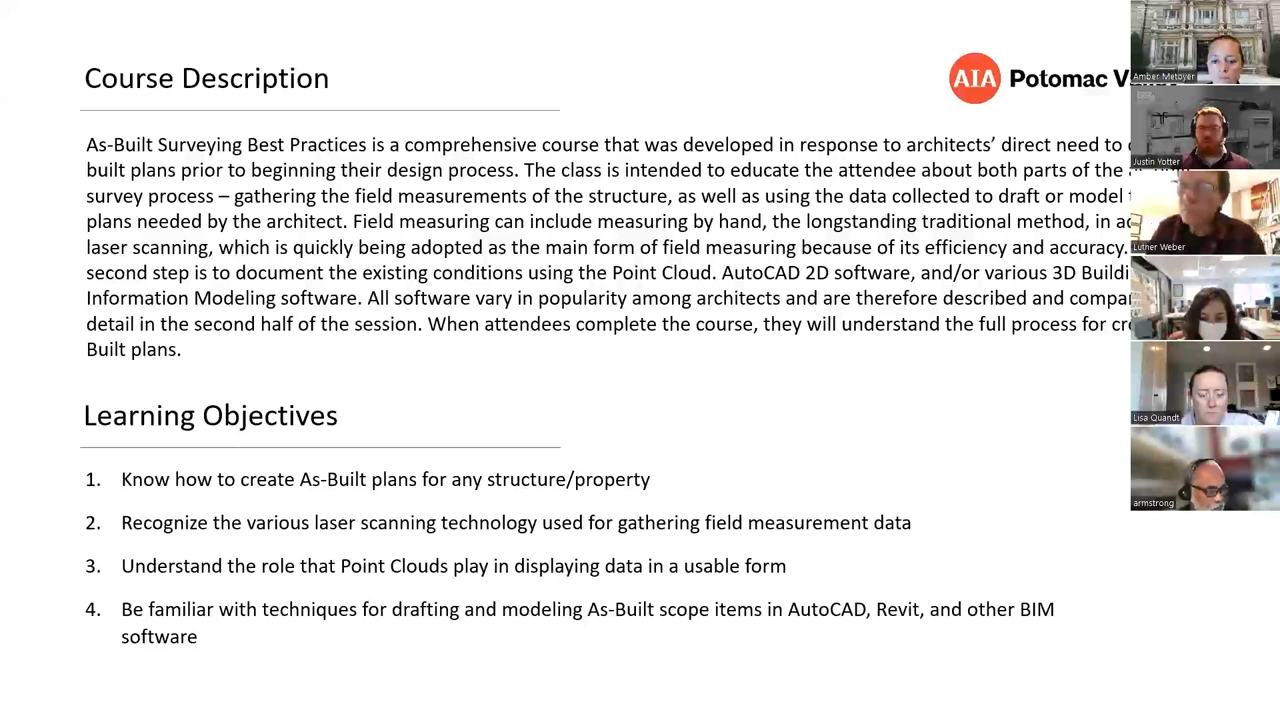 Course Description
AIA Potomac V
As-Built Surveying Best Practices is a comprehensive course that was developed in response to architects’ direct need to
built plans prior to beginning their design process. The class is intended to educate the attendee about both parts of the
survey process – gathering the field measurements of the structure, as well as using the data collected to draft or model
plans needed by the architect. Field measuring can include measuring by hand, the longstanding traditional method, in
laser scanning, which is quickly being adopted as the main form of field measuring because of its efficiency and accuracy.
second step is to document the existing conditions using the Point Cloud. AutoCAD 2D software, and/or various 3D Buildi
Information Modeling software. All software vary in popularity among architects and are therefore described and compa
detail in the second half of the session. When attendees complete the course, they will understand the full process for
Built plans.
Learning Objectives
1. Know how to create As-Built plans for any structure/property
2. Recognize the various laser scanning technology used for gathering field measurement data
3. Understand the role that Point Clouds play in displaying data in a usable form
4. Be familiar with techniques for drafting and modeling As-Built scope items in AutoCAD, Revit, and other BIM
software
Amber Metoyer
Justin Yotter
Luther Weber
Lisa Quandt
armstrong